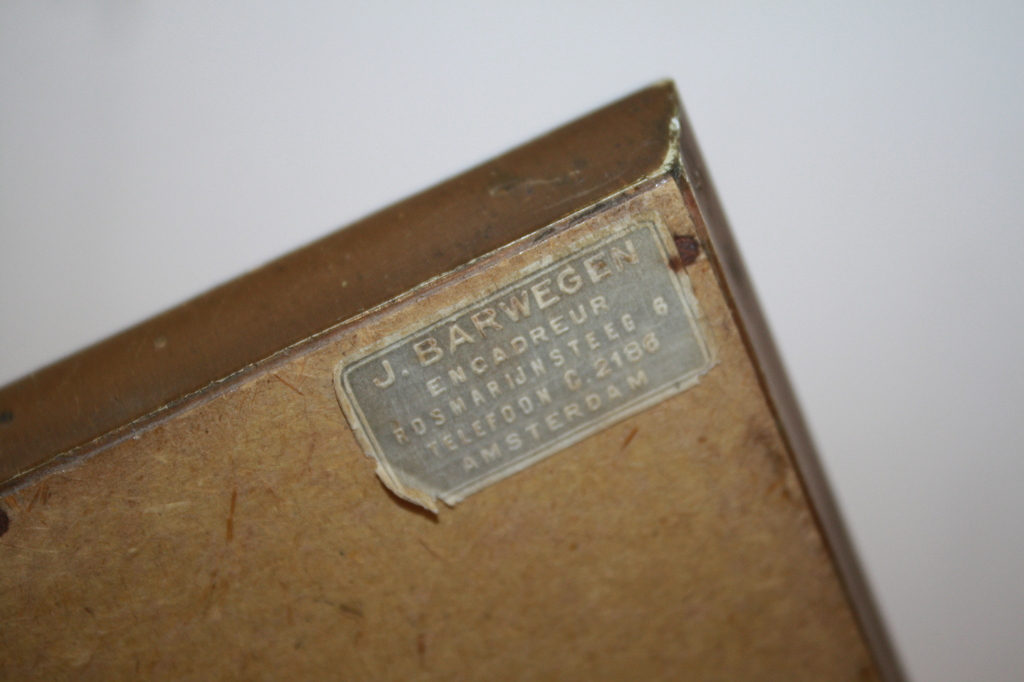 J. BARWEGEN
ENCADREUR
ROSMARIJNSTEEG 6
TELEFOON C.2186
AMSTERDAM